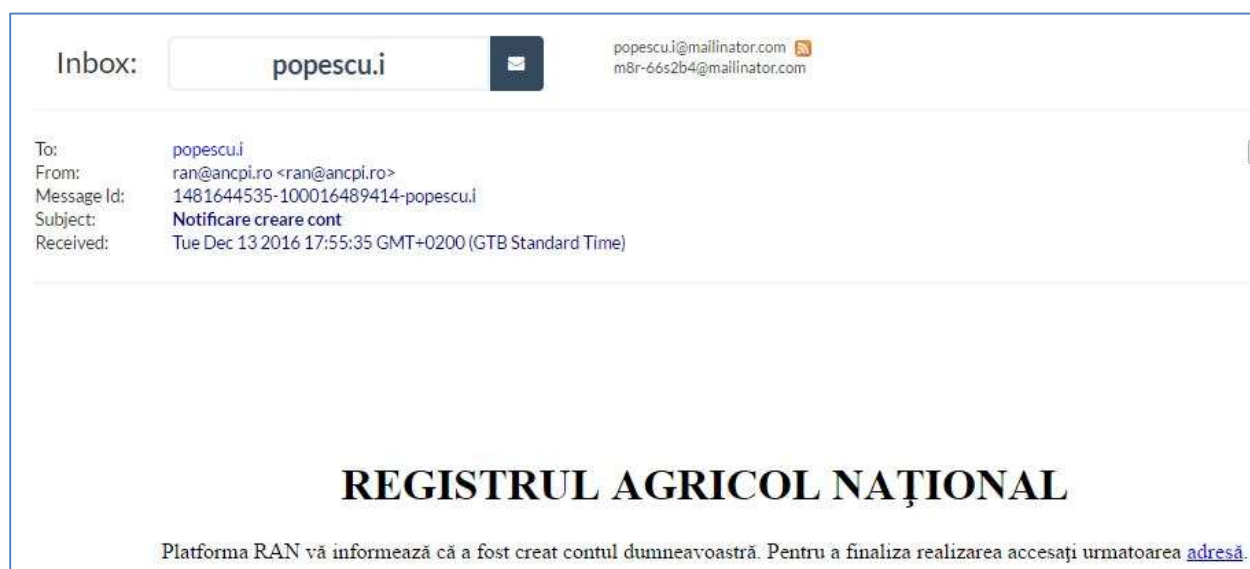 Inbox: popescu.i
popescu.i@mailinator.com
m8r-66s2b4@mailinator.com
To: popescu.i
From: ran@ancpi.ro <ran@ancpi.ro>
Message Id: 1481644535-100016489414-popescu.i
Subject: Notificare creare cont
Received: Tue Dec 13 2016 17:55:35 GMT+0200 (GTB Standard Time)
REGISTRUL AGRICOL NAŢIONAL
Platforma RAN vă informează că a fost creat contul dumneavoastră. Pentru a finaliza realizarea accesaţi urmatoarea adresă.